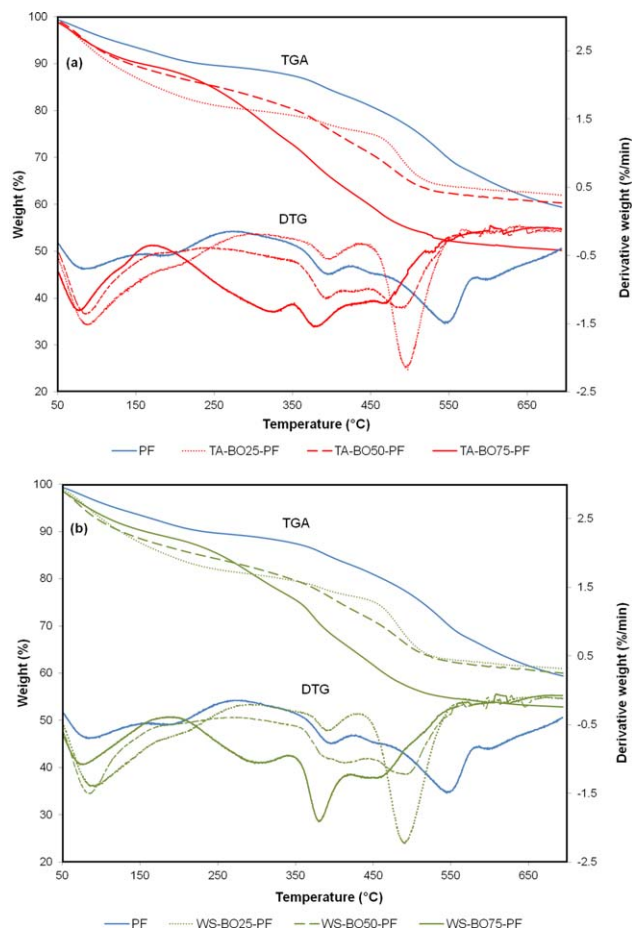 (a)
TGA
DTG
Weight (%)
100
90
80
70
60
50
40
30
20
2.5
1.5
0.5
-0.5
-1.5
-2.5
Derivative weight (%/min)
50 150 250 350 450 550 650
Temperature (°C)
PF TA-BO25-PF TA-BO50-PF TA-BO75-PF
(b)
TGA
DTG
Weight (%)
100
90
80
70
60
50
40
30
20
2.5
1.5
0.5
-0.5
-1.5
-2.5
Derivative weight (%/min)
50 150 250 350 450 550 650
Temperature (°C)
PF WS-BO25-PF WS-BO50-PF WS-BO75-PF